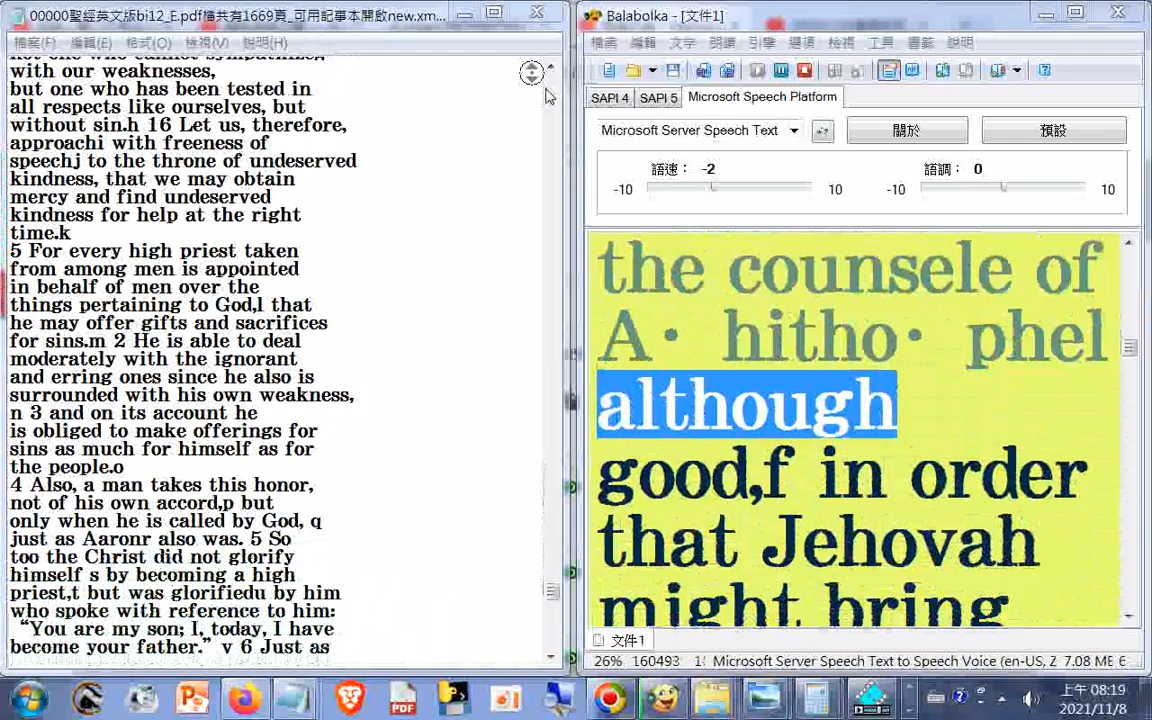 00000聖經英文版bi12_E.pdf檔共有1669頁_可用記事本開啟new.xm...
檔案(F) 編輯(E) 格式(O) 檢視(V) 說明(H)
not one who cannot sympathizeg
with our weaknesses,
but one who has been tested in
all respects like ourselves, but
without sin.h 16 Let us, therefore,
approachi with freeness of
speechj to the throne of undeserved
kindness, that we may obtain
mercy and find undeserved
kindness for help at the right
time.k
5 For every high priest taken
from among men is appointed
in behalf of men over the
things pertaining to God,l that
he may offer gifts and sacrifices
for sins.m 2 He is able to deal
moderately with the ignorant
and erring ones since he also is
surrounded with his own weakness,
n 3 and on its account he
is obliged to make offerings for
sins as much for himself as for
the people.o
4 Also, a man takes this honor,
not of his own accord,p but
only when he is called by God, q
just as Aaronr also was. 5 So
too the Christ did not glorify
himself s by becoming a high
priest,t but was glorifiedu by him
who spoke with reference to him:
“You are my son; I, today, I have
become your father.” v 6 Just as
Balabolka - [文件1]
檔案 編輯 文字 朗讀 引擎 選項 檢視 工具 書籤 說明
SAPI 4 SAPI 5 Microsoft Speech Platform
Microsoft Server Speech Text 關於 預設
語速： -2 語調： 0
-10 10 -10 10
the counsele of
A· hitho· phel
although
good,f in order
that Jehovah
might bring
文件1
26% 160493 Microsoft Server Speech Text to Speech Voice (en-US, Z 7.08 MB 6
PDF
上午 08:19
2021/11/8